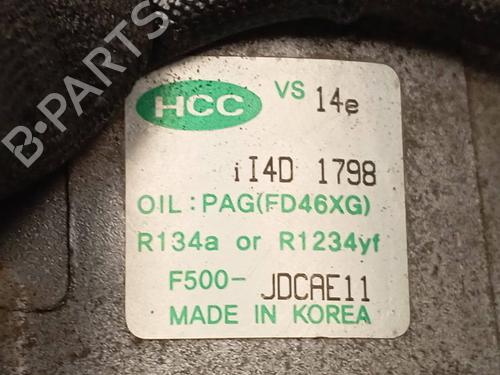 HCC VS 14e
iI4D 1798
OIL : PAG(FD46XG)
R134a or R1234yf
F500- JDCAE11
MADE IN KOREA
B-PARTS